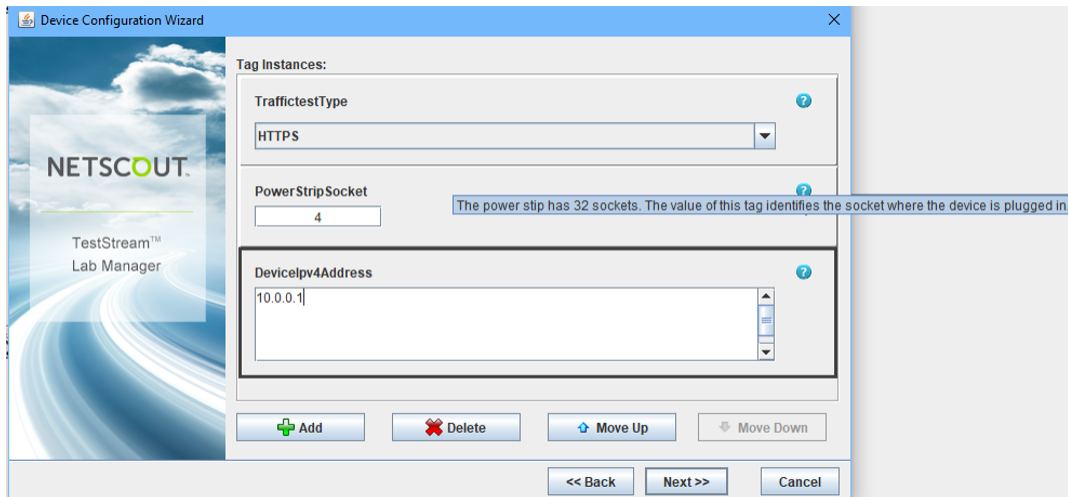 Device Configuration Wizard
Tag Instances:
TraffictestType
HTTPS
PowerStripSocket
The power stip has 32 sockets. The value of this tag identifies the socket where the device is plugged in.
4
NETSCOUT.
TestStream™
Lab Manager
DeviceIpv4Address
10.0.0.1
Add
Delete
Move Up
Move Down
<< Back
Next >>
Cancel